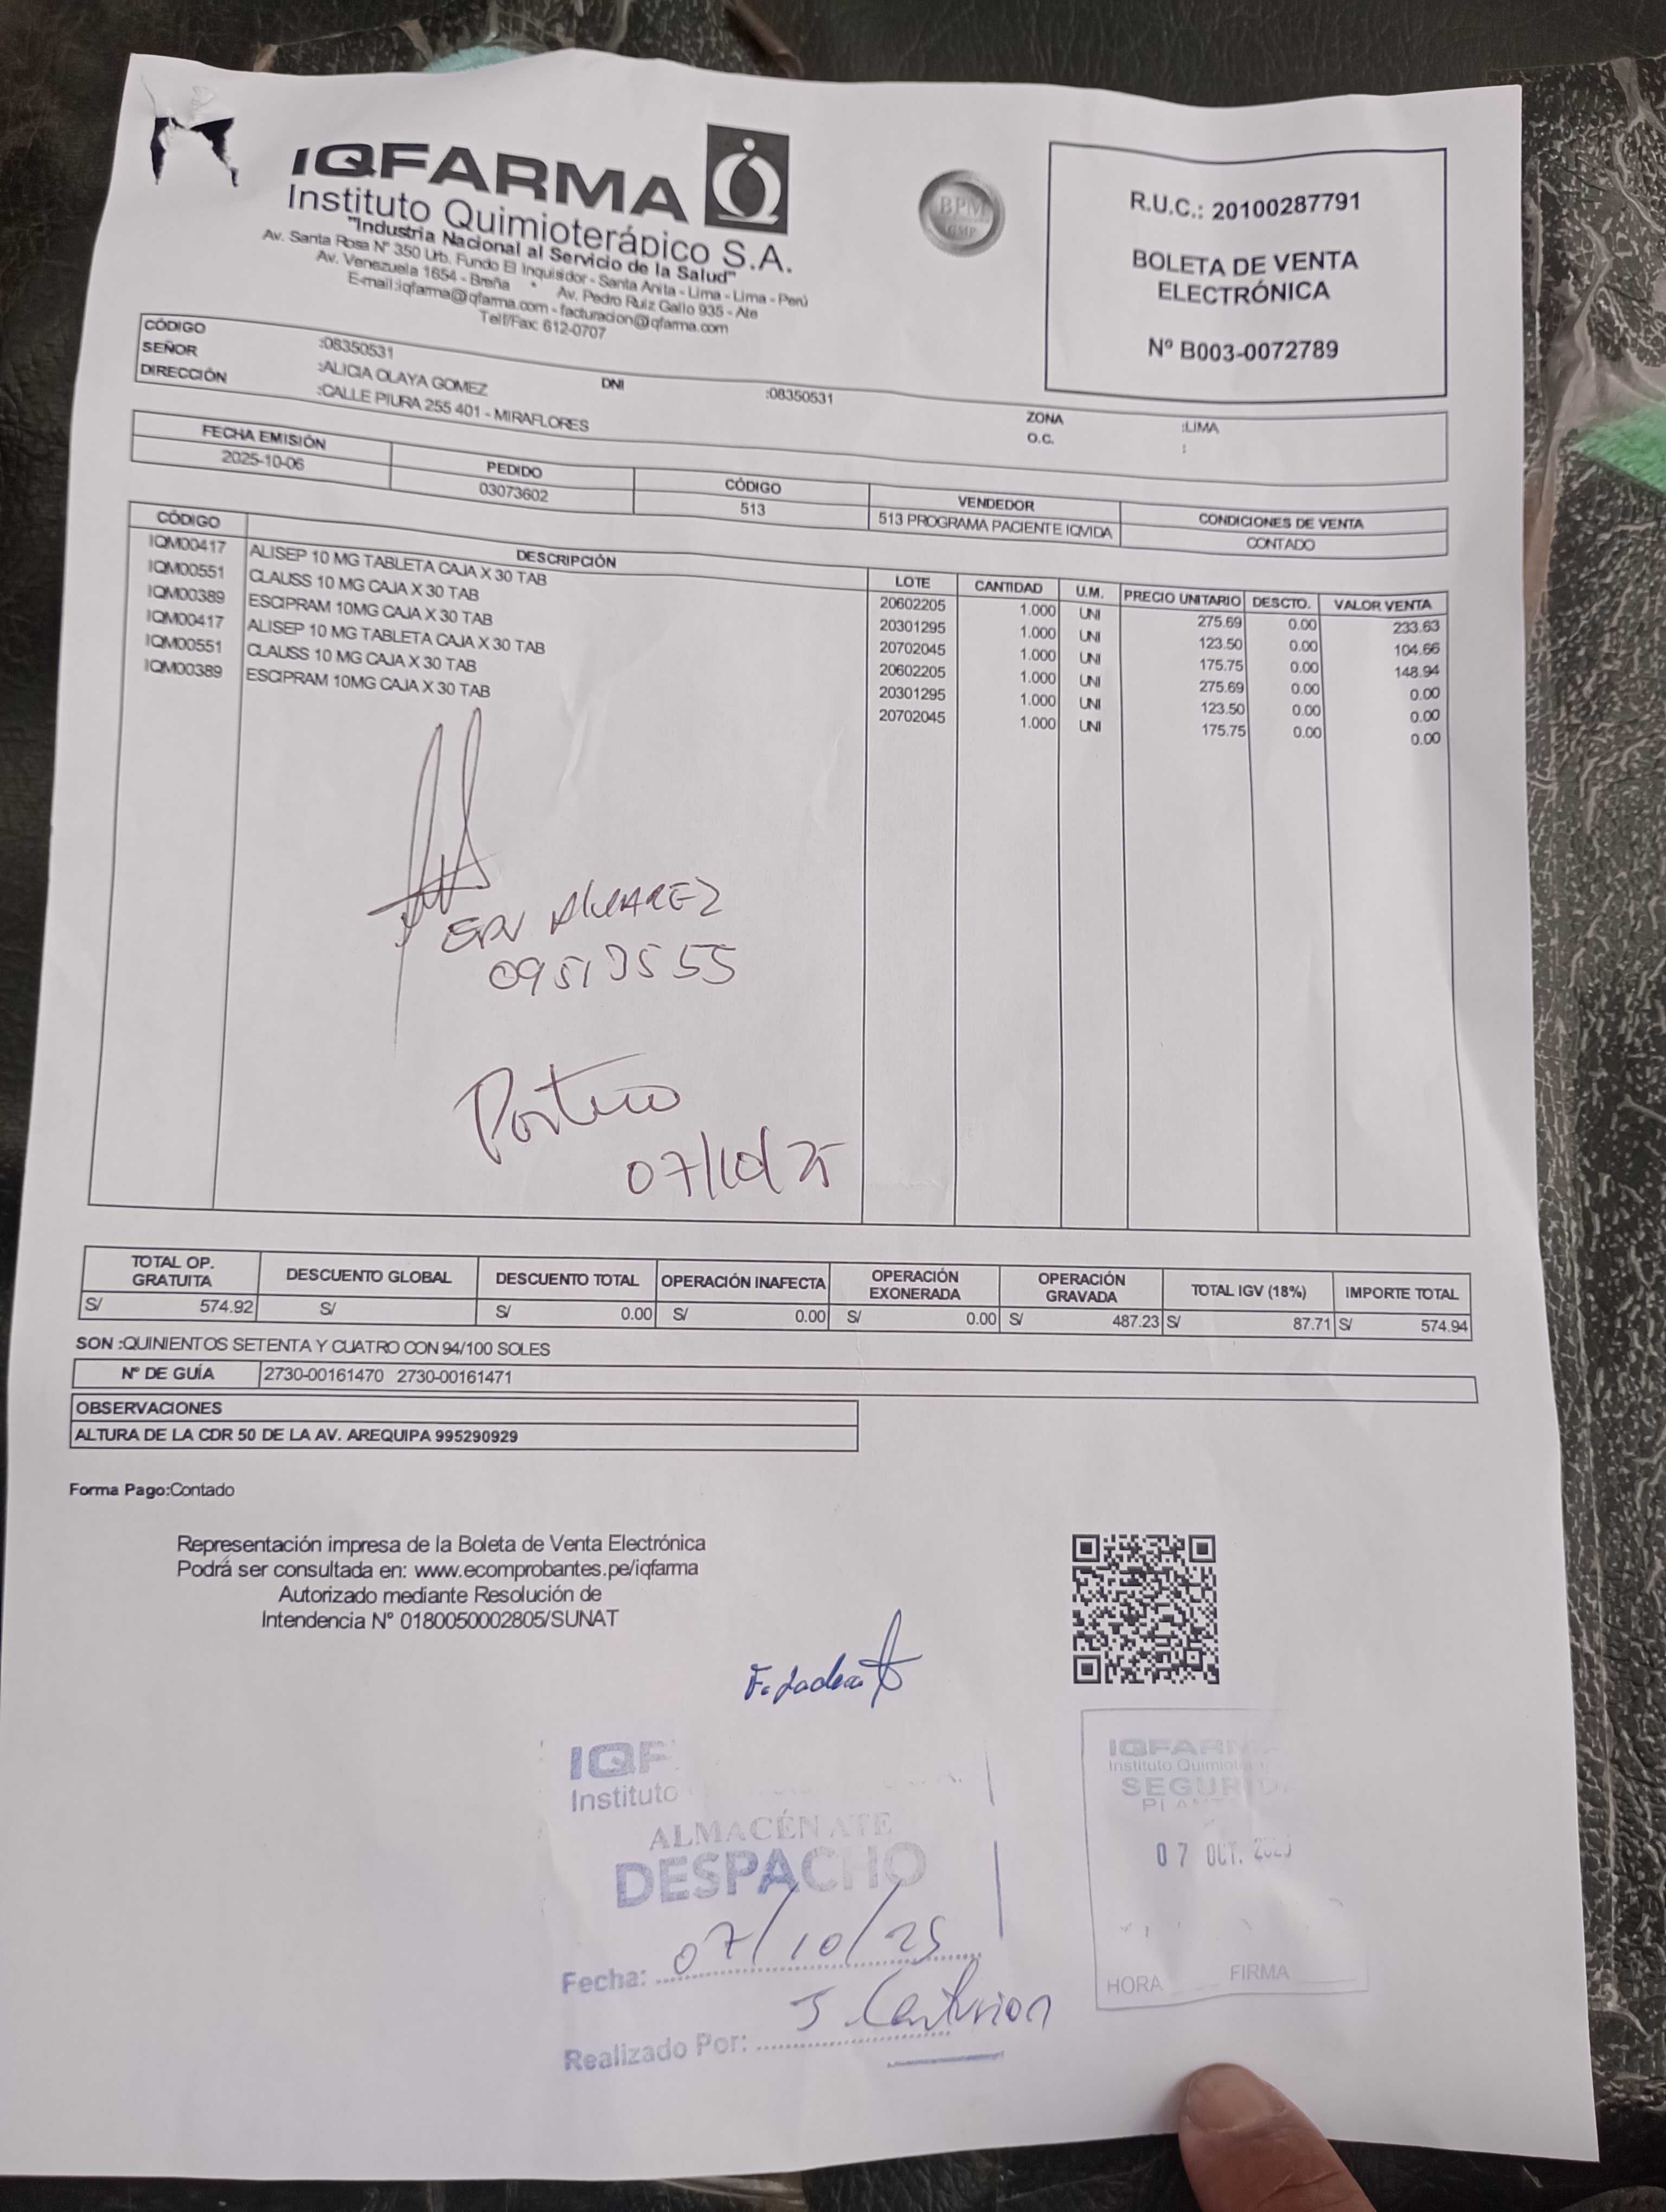 IQFARMA
Instituto Quimioterápico S.A.
"Industria Nacional al Servicio de la Salud"
Av. Santa Rosa N° 350 Urb. Fundo El Inquisidor - Santa Anita - Lima - Lima - Perú
Av. Venezuela 1654 - Breña * Av. Pedro Ruiz Gallo 935 - Ate
E-mail:iqfarma@iqfarma.com - facturacion@iqfarma.com
Telf/Fax: 612-0707
BPM
GMP
R.U.C.: 20100287791
BOLETA DE VENTA
ELECTRÓNICA
Nº B003-0072789
CÓDIGO :08350531 DNI :08350531 ZONA :LIMA
SEÑOR :ALICIA OLAYA GOMEZ O.C. :
DIRECCIÓN :CALLE PIURA 255 401 - MIRAFLORES
FECHA EMISIÓN PEDIDO CÓDIGO VENDEDOR CONDICIONES DE VENTA
2025-10-06 03073602 513 513 PROGRAMA PACIENTE IQVIDA CONTADO
CÓDIGO DESCRIPCIÓN LOTE CANTIDAD U.M. PRECIO UNITARIO DESCTO. VALOR VENTA
IQM00417 ALISEP 10 MG TABLETA CAJA X 30 TAB 20602205 1.000 UNI 275.69 0.00 233.63
IQM00551 CLAUSS 10 MG CAJA X 30 TAB 20301295 1.000 UNI 123.50 0.00 104.66
IQM00389 ESCIPRAM 10MG CAJA X 30 TAB 20702045 1.000 UNI 175.75 0.00 148.94
IQM00417 ALISEP 10 MG TABLETA CAJA X 30 TAB 20602205 1.000 UNI 275.69 0.00 0.00
IQM00551 CLAUSS 10 MG CAJA X 30 TAB 20301295 1.000 UNI 123.50 0.00 0.00
IQM00389 ESCIPRAM 10MG CAJA X 30 TAB 20702045 1.000 UNI 175.75 0.00 0.00
ALVAREZ
Portero
07/10/25
TOTAL OP. GRATUITA DESCUENTO GLOBAL DESCUENTO TOTAL OPERACIÓN INAFECTA OPERACIÓN EXONERADA OPERACIÓN GRAVADA TOTAL IGV (18%) IMPORTE TOTAL
S/ 574.92 S/ S/ 0.00 S/ 0.00 S/ 0.00 S/ 487.23 S/ 87.71 S/ 574.94
SON :QUINIENTOS SETENTA Y CUATRO CON 94/100 SOLES
N° DE GUÍA 2730-00161470 2730-00161471
OBSERVACIONES
ALTURA DE LA CDR 50 DE LA AV. AREQUIPA 995290929
Forma Pago:Contado
Representación impresa de la Boleta de Venta Electrónica
Podrá ser consultada en: www.ecomprobantes.pe/iqfarma
Autorizado mediante Resolución de
Intendencia N° 0180050002805/SUNAT
IQF
Instituto
ALMACÉN ATE
DESPACHO
Fecha: 07/10/25
Realizado Por: J. Centurion
IQFARM
Instituto
SEGURID
07 OCT.
HORA FIRMA